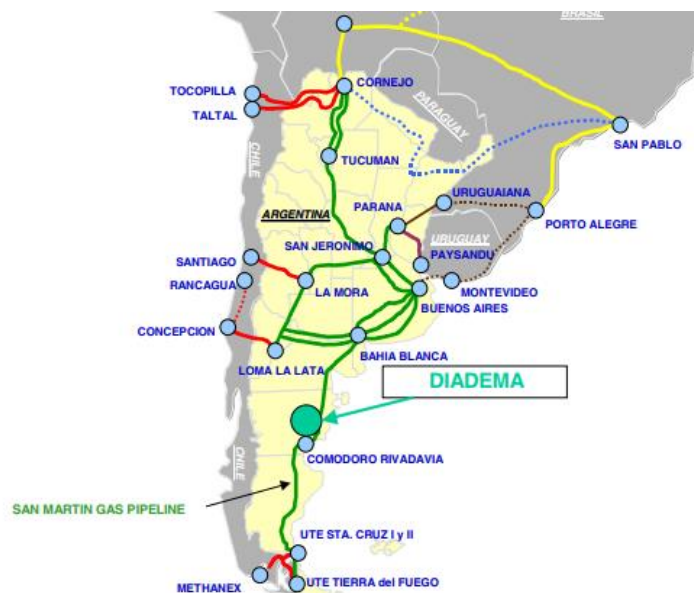 BRASIL
CORNEJO
TOCOPILLA
TALTAL
PARAGUAY
SAN PABLO
CHILE
TUCUMAN
URUGUAIANA
PARANA
PORTO ALEGRE
ARGENTINA
SAN JERONIMO
URUGUAY
PAYSANDU
SANTIAGO
RANCAGUA
LA MORA
MONTEVIDEO
BUENOS AIRES
CONCEPCION
BAHIA BLANCA
LOMA LA LATA
DIADEMA
COMODORO RIVADAVIA
CHILE
SAN MARTIN GAS PIPELINE
UTE STA. CRUZ I y II
METHANEX
UTE TIERRA del FUEGO